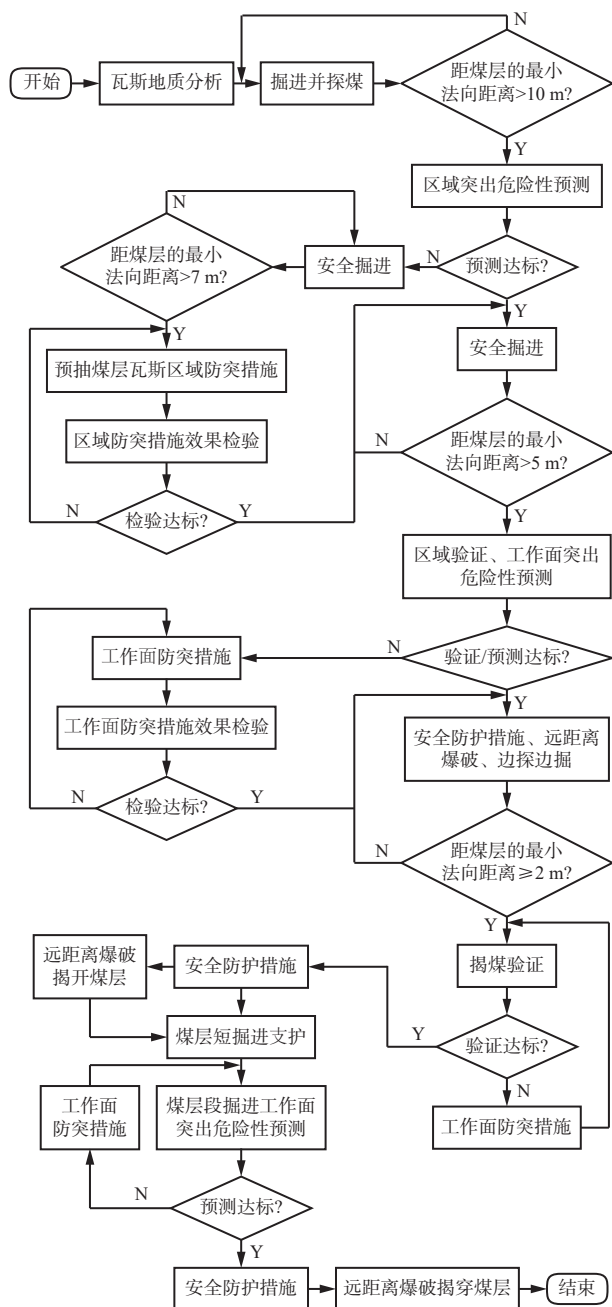 N
开始
瓦斯地质分析
掘进并探煤
距煤层的最小
法向距离>10 m?
Y
区域突出危险性预测
N
距煤层的最小
法向距离>7 m?
安全掘进
N
预测达标?
Y
Y
安全掘进
预抽煤层瓦斯区域防突措施
区域防突措施效果检验
N
距煤层的最小
法向距离>5 m?
N
检验达标?
Y
Y
区域验证、工作面突出
危险性预测
工作面防突措施
N
验证/预测达标?
Y
工作面防突措施效果检验
安全防护措施、远距离
爆破、边探边掘
N
检验达标?
Y
N
距煤层的最小
法向距离≥2 m?
Y
远距离爆破
揭开煤层
安全防护措施
揭煤验证
煤层短掘进支护
Y
验证达标?
N
工作面
防突措施
煤层段掘进工作面
突出危险性预测
工作面防突措施
N
预测达标?
Y
安全防护措施
远距离爆破揭穿煤层
结束